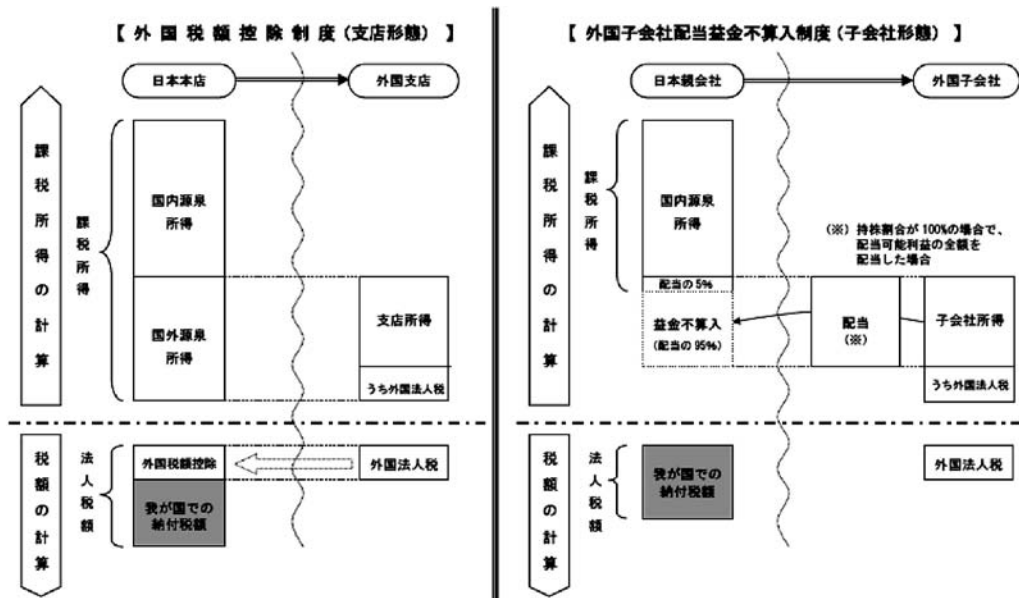 【 外 国 税 額 控 除 制 度 (支店形態) 】
日本本店
外国支店
課税所得の計算
課税所得
国内源泉
所得
国外源泉
所得
支店所得
うち外国法人税
税額の計算
法人税額
外国税額控除
外国法人税
我が国での
納付税額
【 外国子会社配当益金不算入制度 (子会社形態) 】
日本親会社
外国子会社
課税所得の計算
課税所得
国内源泉
所得
(※) 持株割合が 100%の場合で、
配当可能利益の全額を
配当した場合
配当の 5%
益金不算入
(配当の 95%)
配当
(※)
子会社所得
うち外国法人税
税額の計算
法人税額
我が国での
納付税額
外国法人税